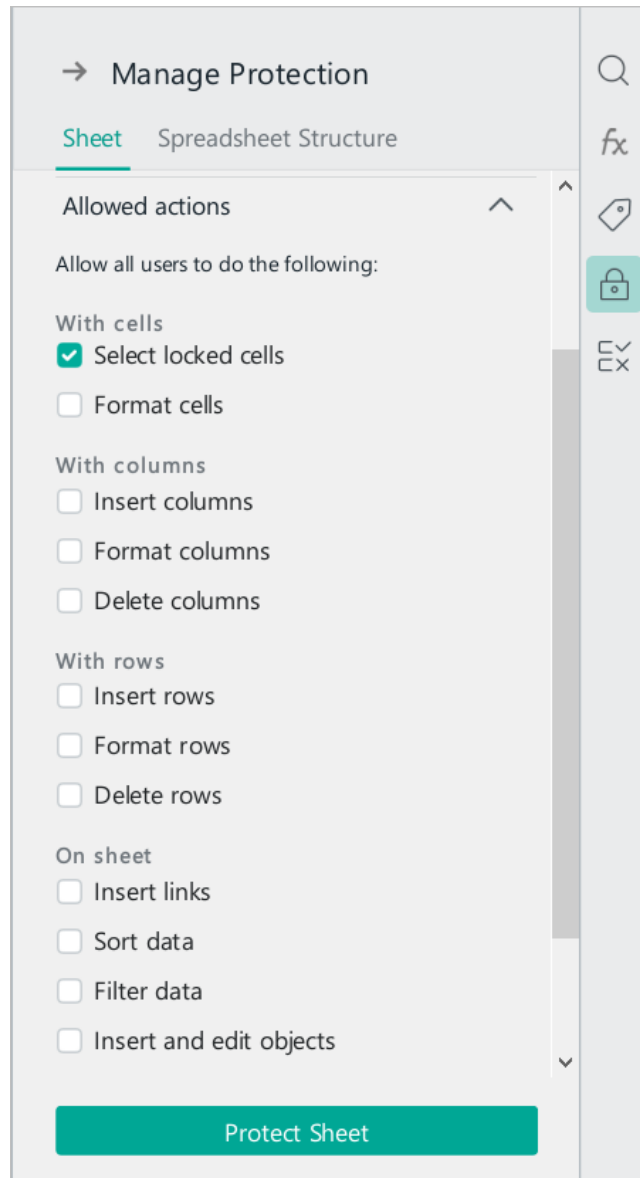 Manage Protection
Sheet Spreadsheet Structure
Allowed actions
Allow all users to do the following:
With cells
Select locked cells
Format cells
With columns
Insert columns
Format columns
Delete columns
With rows
Insert rows
Format rows
Delete rows
On sheet
Insert links
Sort data
Filter data
Insert and edit objects
Protect Sheet
fx